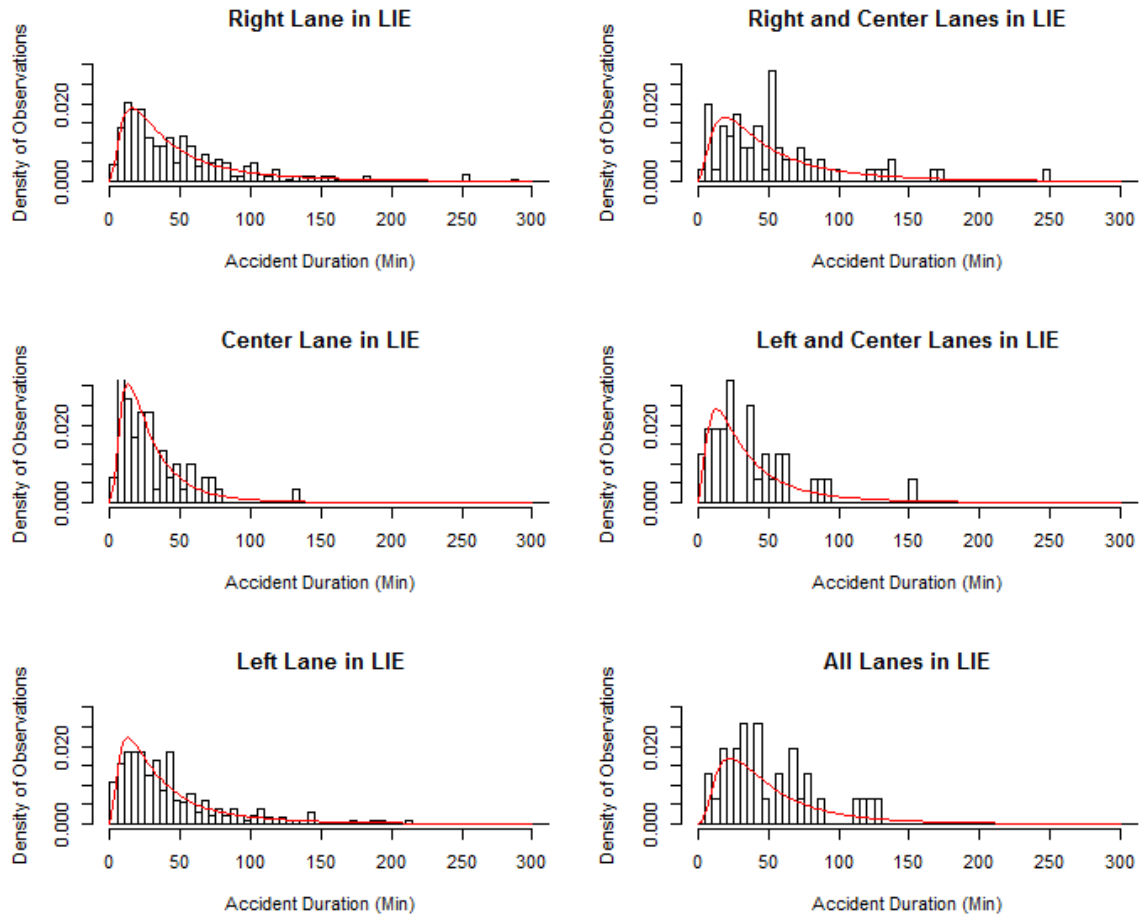 Right Lane in LIE
Density of Observations
0.000 0.020
0 50 100 150 200 250 300
Accident Duration (Min)
Right and Center Lanes in LIE
Density of Observations
0.000 0.020
0 50 100 150 200 250 300
Accident Duration (Min)
Center Lane in LIE
Density of Observations
0.000 0.020
0 50 100 150 200 250 300
Accident Duration (Min)
Left and Center Lanes in LIE
Density of Observations
0.000 0.020
0 50 100 150 200 250 300
Accident Duration (Min)
Left Lane in LIE
Density of Observations
0.000 0.020
0 50 100 150 200 250 300
Accident Duration (Min)
All Lanes in LIE
Density of Observations
0.000 0.020
0 50 100 150 200 250 300
Accident Duration (Min)